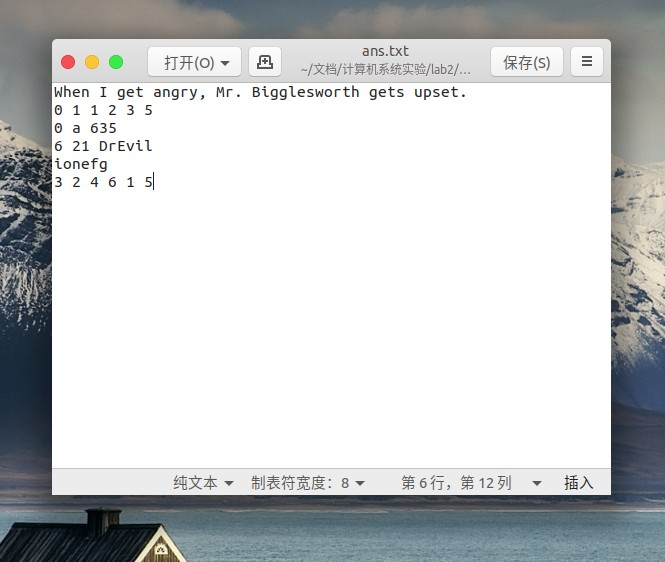 打开(O)
ans.txt
~/文档/计算机系统实验/lab2/...
保存(S)
When I get angry, Mr. Bigglesworth gets upset.
0 1 1 2 3 5
0 a 635
6 21 DrEvil
ionefg
3 2 4 6 1 5
纯文本 制表符宽度：8 第 6 行，第 12 列 插入